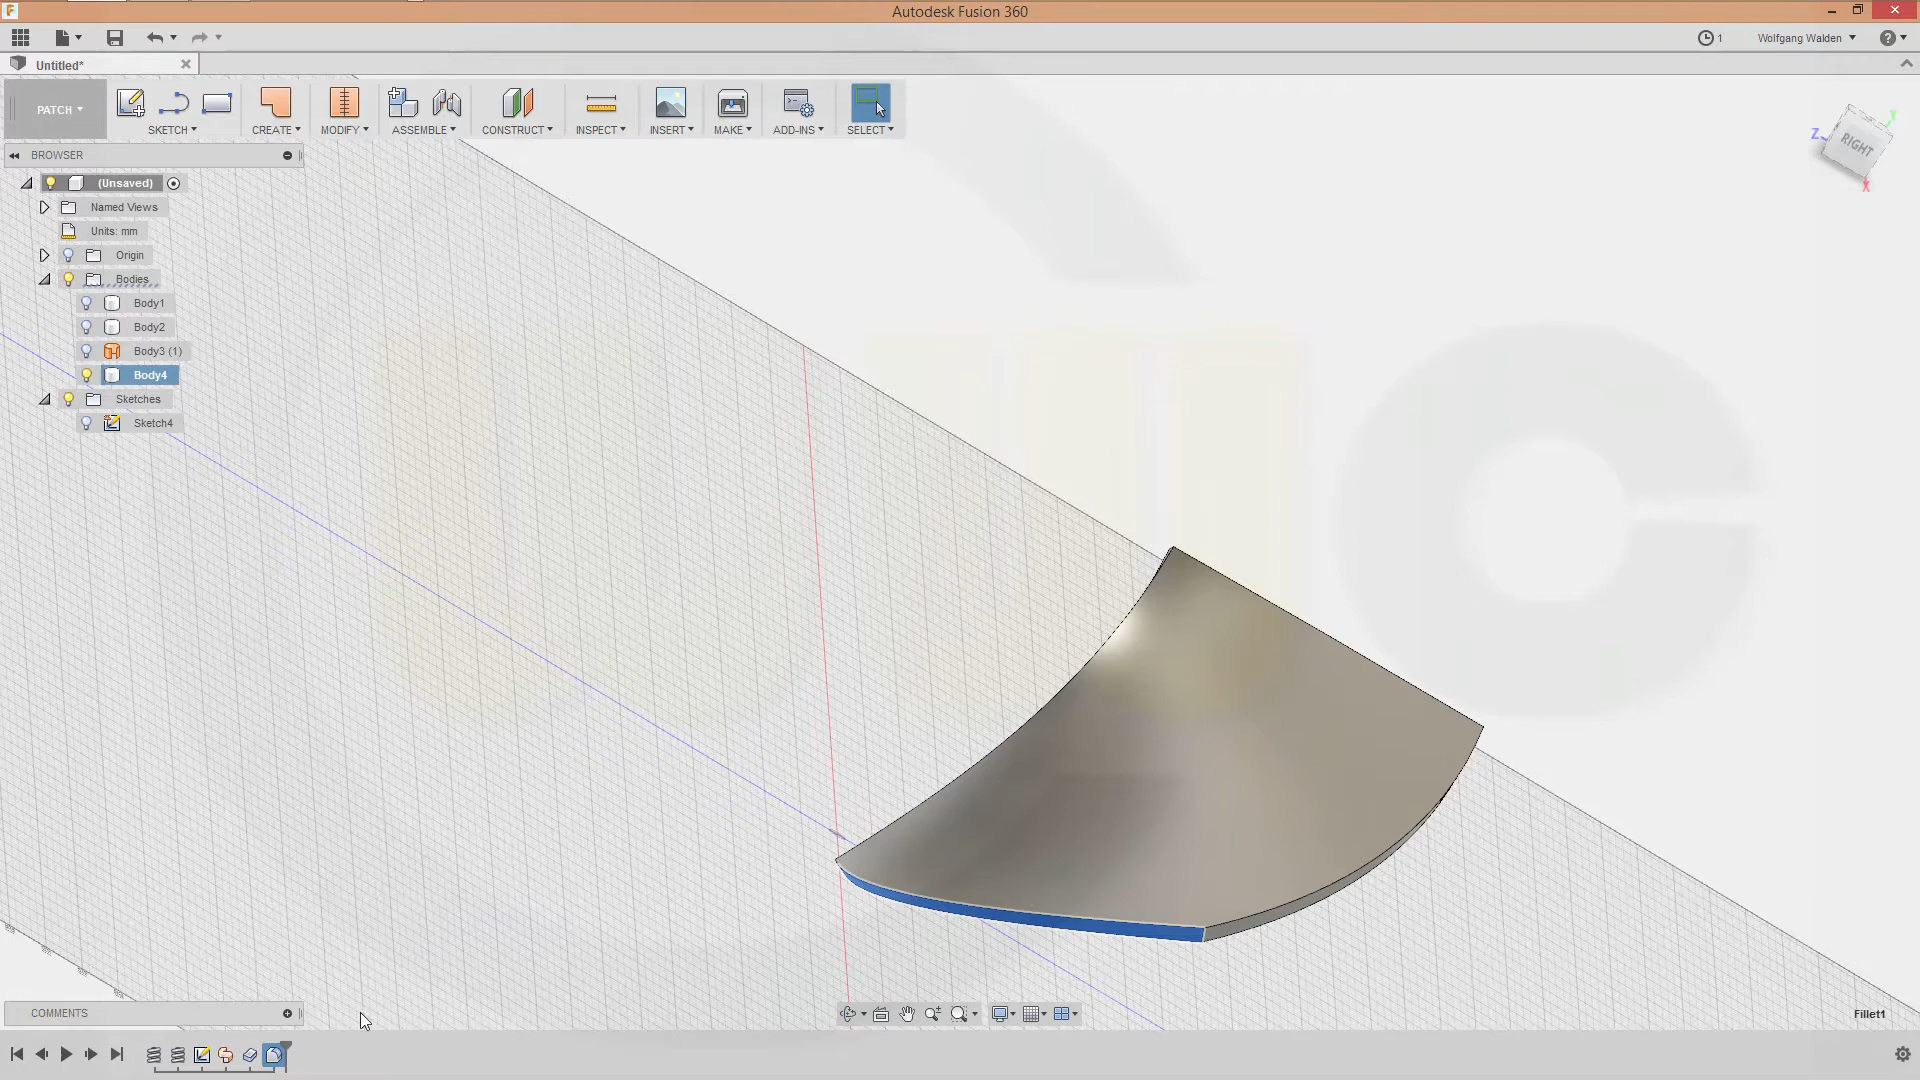 Autodesk Fusion 360
1
Wolfgang Walden
Untitled*
PATCH
SKETCH
CREATE
MODIFY
ASSEMBLE
CONSTRUCT
INSPECT
INSERT
MAKE
ADD-INS
SELECT
BROWSER
(Unsaved)
Named Views
Units: mm
Origin
Bodies
Body1
Body2
Body3 (1)
Body4
Sketches
Sketch4
Y
Z
RIGHT
X
COMMENTS
Fillet1